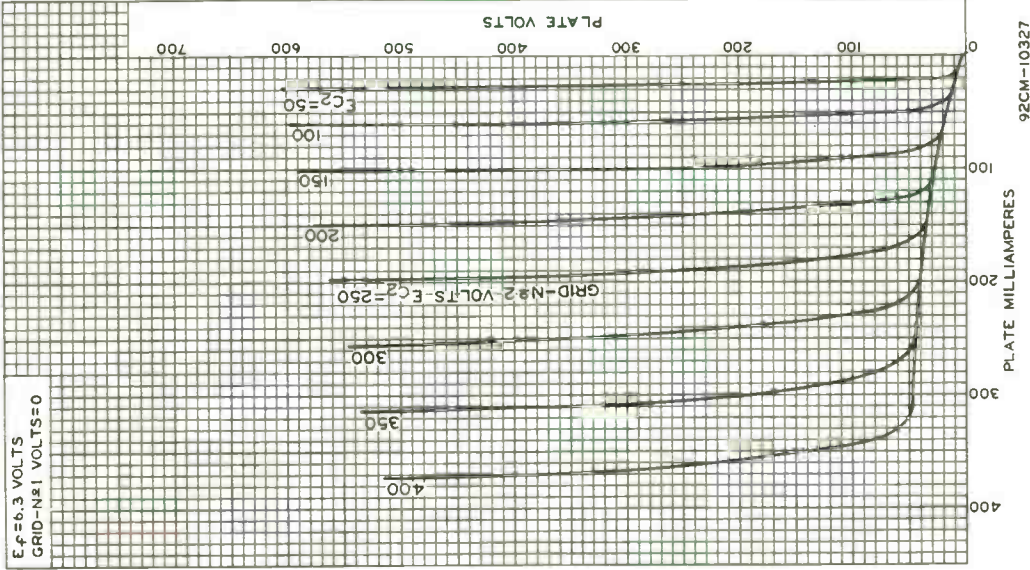 E𝒻=6.3 VOLTS
GRID-Nº1 VOLTS=0
PLATE VOLTS
0
100
200
300
400
500
600
700
EC2=50
100
150
200
GRID-Nº2 VOLTS EC2=250
300
350
400
100
200
300
400
PLATE MILLIAMPERES
92CM-10327